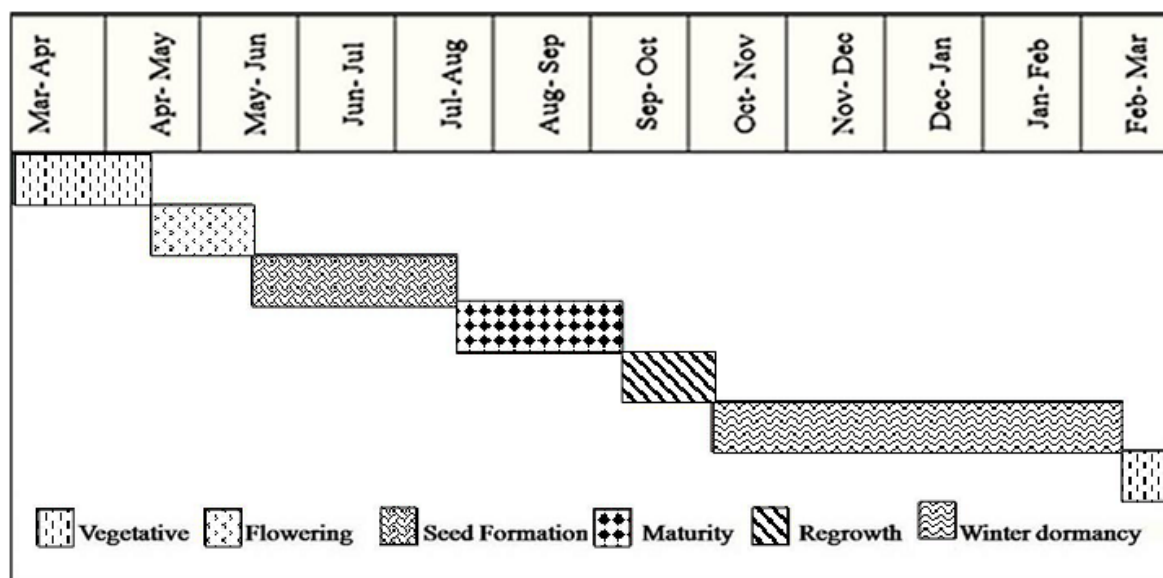 Mar- Apr
Apr- May
May- Jun
Jun- Jul
Jul- Aug
Aug- Sep
Sep- Oct
Oct- Nov
Nov- Dec
Dec- Jan
Jan- Feb
Feb- Mar
Vegetative
Flowering
Seed Formation
Maturity
Regrowth
Winter dormancy